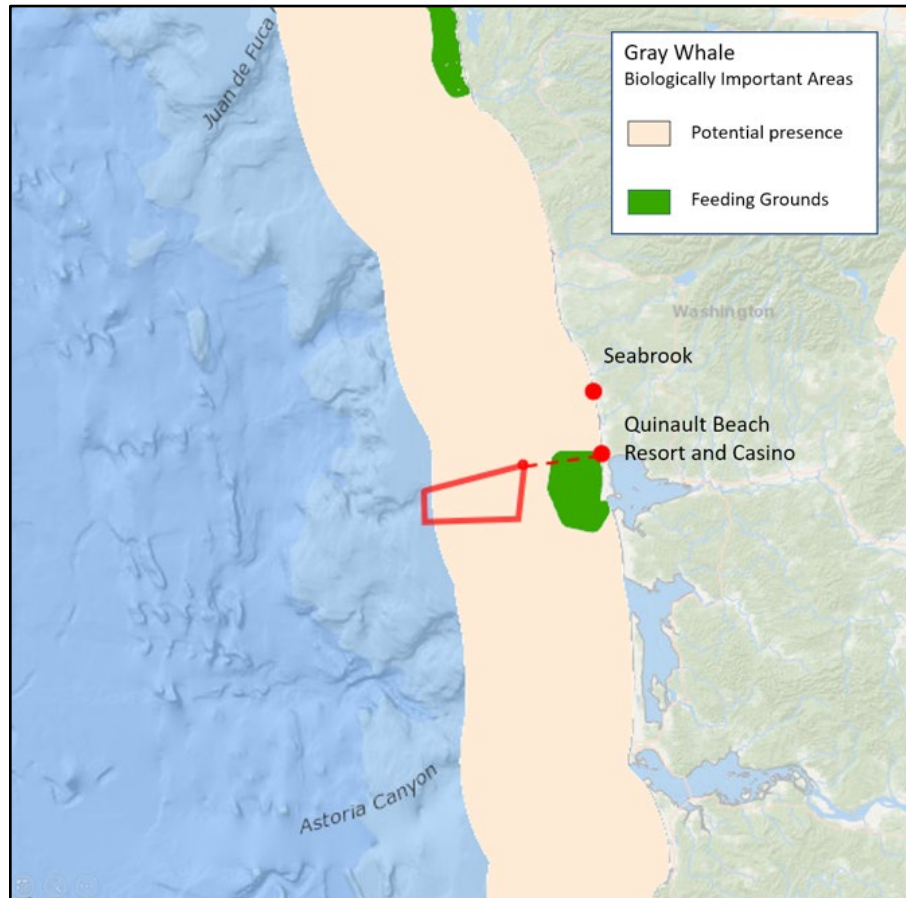 Juan de Fuca
Gray Whale
Biologically Important Areas
Potential presence
Feeding Grounds
Washington
Seabrook
Quinault Beach
Resort and Casino
Astoria Canyon